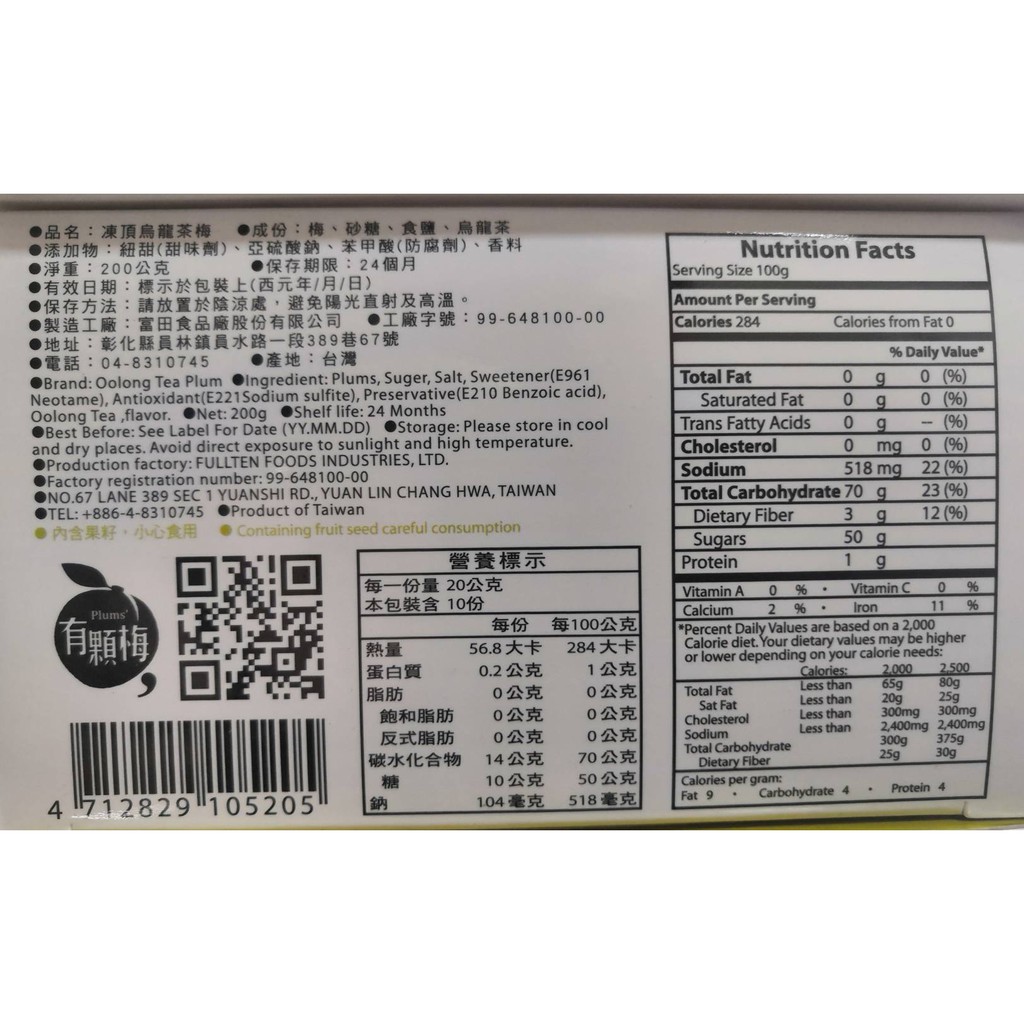 ●品名：凍頂烏龍茶梅 ●成份：梅、砂糖、食鹽、烏龍茶
●添加物：紐甜(甜味劑)、亞硫酸鈉、苯甲酸(防腐劑)、香料
●淨重：200公克 ●保存期限：24個月
●有效日期：標示於包裝上(西元年/月/日)
●保存方法：請放置於陰涼處，避免陽光直射及高溫。
●製造工廠：富田食品廠股份有限公司 ●工廠字號：99-648100-00
●地址：彰化縣員林鎮員水路一段389巷67號
●電話：04-8310745 ●產地：台灣
●Brand: Oolong Tea Plum ●Ingredient: Plums, Suger, Salt, Sweetener(E961
Neotame), Antioxidant(E221Sodium sulfite), Preservative(E210 Benzoic acid),
Oolong Tea ,flavor. ●Net: 200g ●Shelf life: 24 Months
●Best Before: See Label For Date (YY.MM.DD) ●Storage: Please store in cool
and dry places. Avoid direct exposure to sunlight and high temperature.
●Production factory: FULLTEN FOODS INDUSTRIES, LTD.
●Factory registration number: 99-648100-00
●NO.67 LANE 389 SEC 1 YUANSHI RD., YUAN LIN CHANG HWA, TAIWAN
●TEL: +886-4-8310745 ●Product of Taiwan
●內含果籽，小心食用 ●Containing fruit seed careful consumption
Plums'
有顆梅
4 712829 105205
營養標示
每一份量 20公克
本包裝含 10份
每份 每100公克
熱量 56.8 大卡 284 大卡
蛋白質 0.2 公克 1 公克
脂肪 0 公克 0 公克
飽和脂肪 0 公克 0 公克
反式脂肪 0 公克 0 公克
碳水化合物 14 公克 70 公克
糖 10 公克 50 公克
鈉 104 毫克 518 毫克
Nutrition Facts
Serving Size 100g
Amount Per Serving
Calories 284 Calories from Fat 0
% Daily Value*
Total Fat 0 g 0 (%)
Saturated Fat 0 g 0 (%)
Trans Fatty Acids 0 g -- (%)
Cholesterol 0 mg 0 (%)
Sodium 518 mg 22 (%)
Total Carbohydrate 70 g 23 (%)
Dietary Fiber 3 g 12 (%)
Sugars 50 g
Protein 1 g
Vitamin A 0 % • Vitamin C 0 %
Calcium 2 % • Iron 11 %
*Percent Daily Values are based on a 2,000
Calorie diet. Your dietary values may be higher
or lower depending on your calorie needs:
Calories: 2,000 2,500
Total Fat Less than 65g 80g
Sat Fat Less than 20g 25g
Cholesterol Less than 300mg 300mg
Sodium Less than 2,400mg 2,400mg
Total Carbohydrate 300g 375g
Dietary Fiber 25g 30g
Calories per gram:
Fat 9 • Carbohydrate 4 • Protein 4